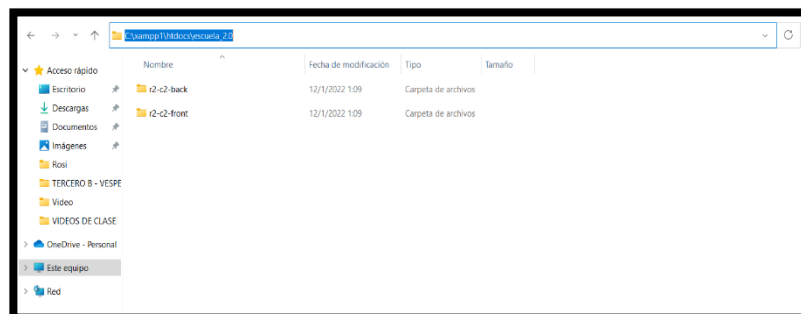 C:\xampp1\htdocs\escuela_2.0
Nombre Fecha de modificación Tipo Tamaño
Acceso rápido
Escritorio
Descargas
Documentos
Imágenes
Rosi
TERCERO B - VESPE
Video
VIDEOS DE CLASE
OneDrive - Personal
Este equipo
Red
r2-c2-back 12/1/2022 1:09 Carpeta de archivos
r2-c2-front 12/1/2022 1:09 Carpeta de archivos